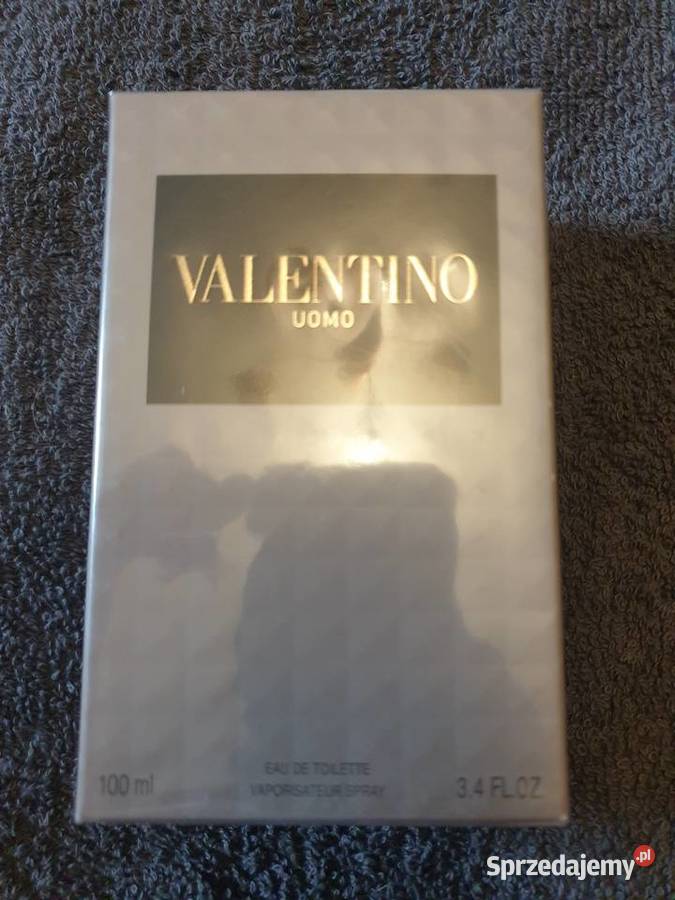 VALENTINO
UOMO
EAU DE TOILETTE
100 ml VAPORISATEUR SPRAY 3.4 FL.OZ
Sprzedajemy.pl